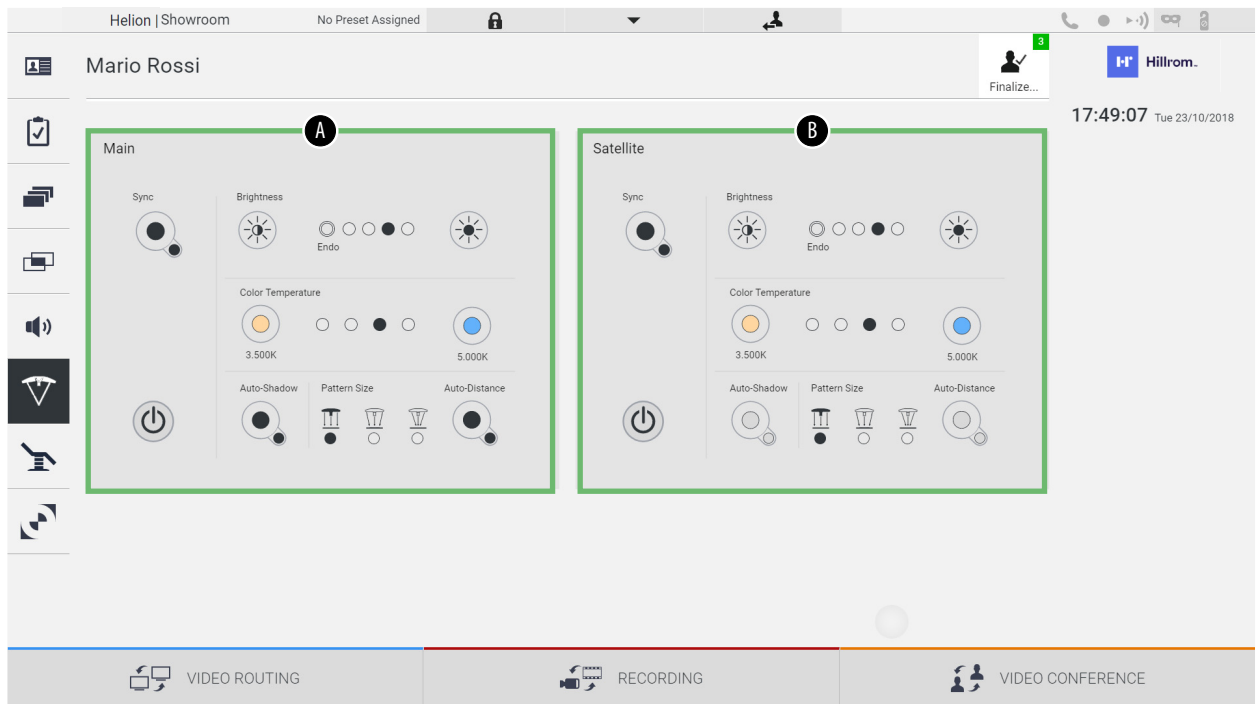 Helion | Showroom
No Preset Assigned
Mario Rossi
3
Finalize...
Hillrom™
17:49:07 Tue 23/10/2018
A
Main
Sync
Brightness
Endo
Color Temperature
3.500K
5.000K
Auto-Shadow
Pattern Size
Auto-Distance
B
Satellite
Sync
Brightness
Endo
Color Temperature
3.500K
5.000K
Auto-Shadow
Pattern Size
Auto-Distance
VIDEO ROUTING
RECORDING
VIDEO CONFERENCE